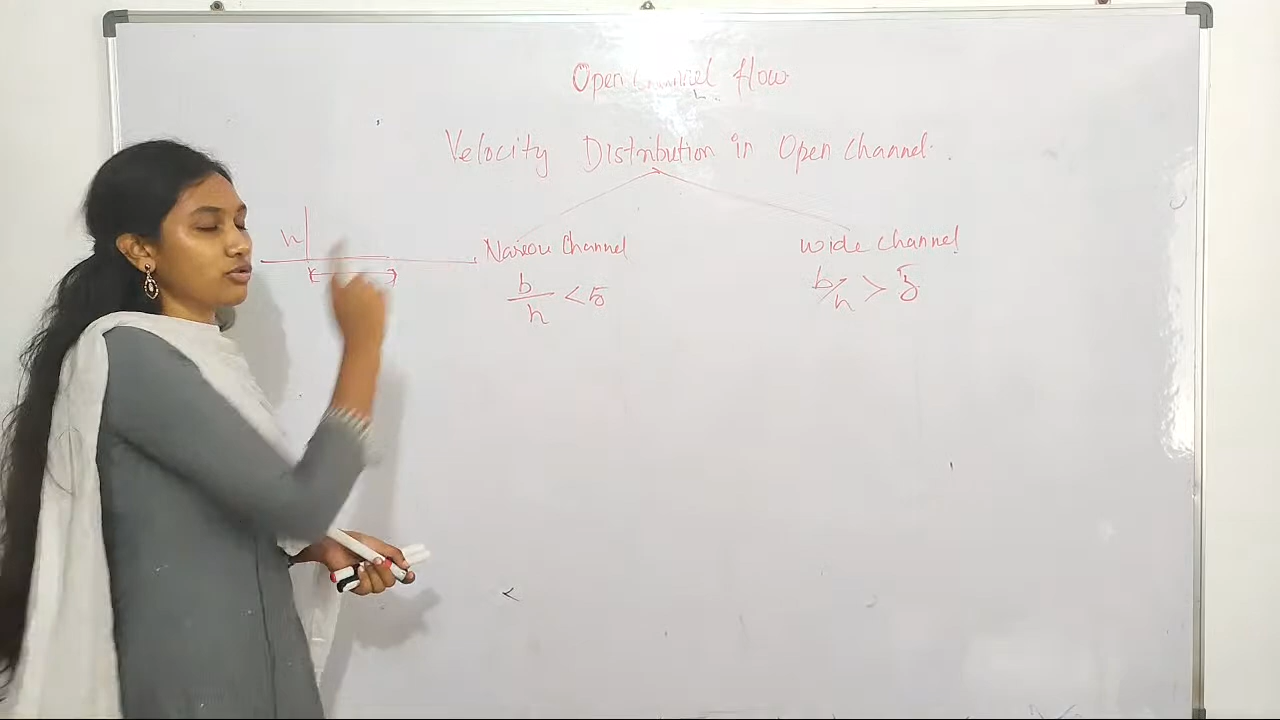 Open Channel flow
Velocity Distribution in Open Channel.
h
Narrow Channel
b/h < 5
Wide Channel
b/h > 5